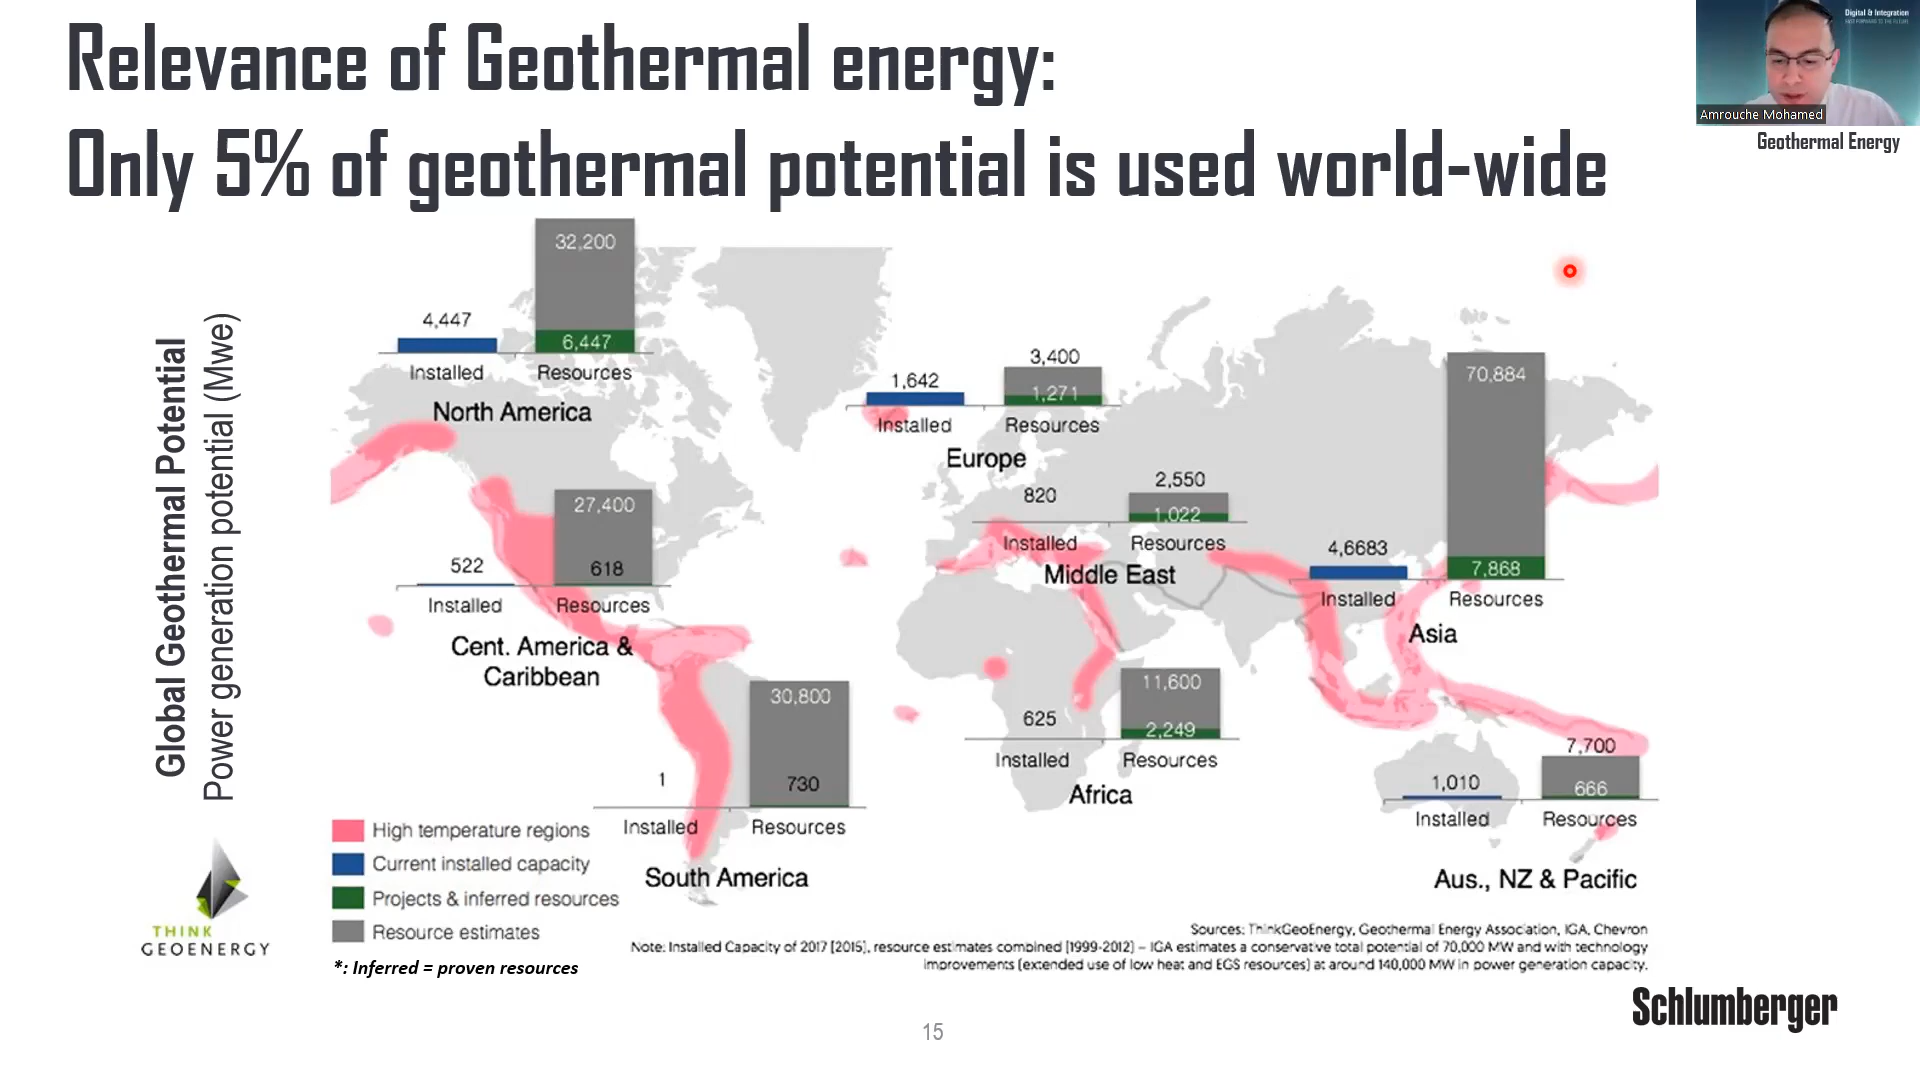 Relevance of Geothermal energy:
Only 5% of geothermal potential is used world-wide
Digital & Integration
Amrouche Mohamed
Geothermal Energy
Global Geothermal Potential
Power generation potential (Mwe)
32,200
4,447
6,447
Installed
Resources
North America
3,400
1,642
1,271
Installed
Resources
Europe
70,884
4,6683
7,868
Installed
Resources
Asia
27,400
522
618
Installed
Resources
Cent. America &
Caribbean
2,550
820
1,022
Installed
Resources
Middle East
30,800
1
730
Installed
Resources
South America
11,600
625
2,249
Installed
Resources
Africa
7,700
1,010
666
Installed
Resources
Aus., NZ & Pacific
High temperature regions
Current installed capacity
Projects & inferred resources
Resource estimates
*: Inferred = proven resources
THINK
GEOENERGY
Sources: ThinkGeoEnergy, Geothermal Energy Association, IGA, Chevron
Note: Installed Capacity of 2017 [2015], resource estimates combined [1999-2012] – IGA estimates a conservative total potential of 70,000 MW and with technology
improvements (extended use of low heat and EGS resources) at around 140,000 MW in power generation capacity.
Schlumberger
15